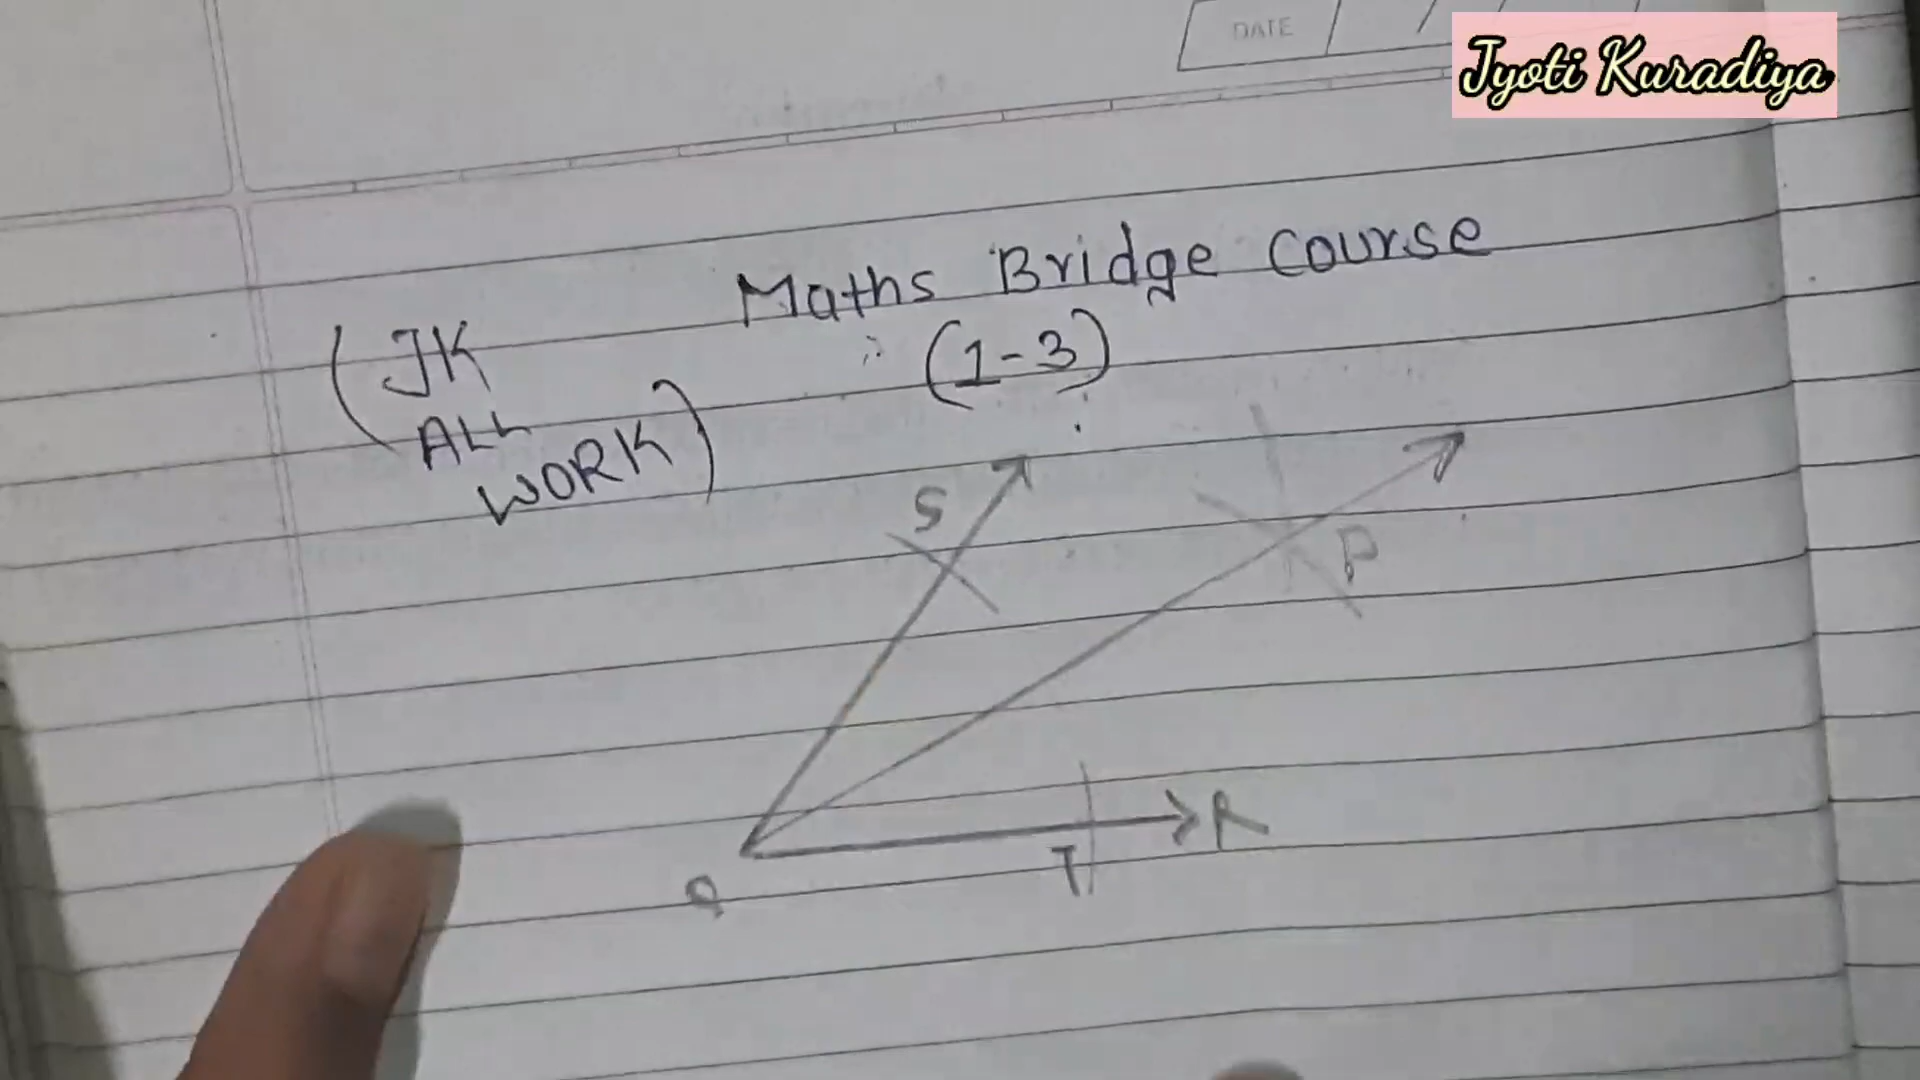 DATE
Jyoti Kuradiya
Maths Bridge Course
(1-3)
(JK
ALL
WORK)
S
P
R
T
Q